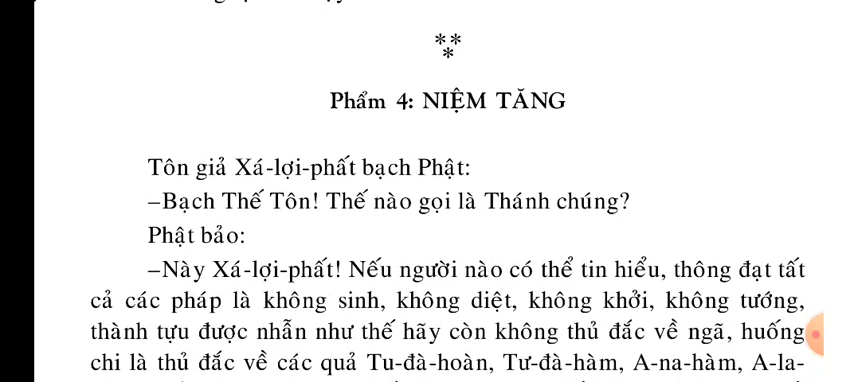 **
*
Phẩm 4: NIỆM TĂNG
Tôn giả Xá-lợi-phất bạch Phật:
–Bạch Thế Tôn! Thế nào gọi là Thánh chúng?
Phật bảo:
–Này Xá-lợi-phất! Nếu người nào có thể tin hiểu, thông đạt tất
cả các pháp là không sinh, không diệt, không khởi, không tướng,
thành tựu được nhẫn như thế hãy còn không thủ đắc về ngã, huống
chi là thủ đắc về các quả Tu-đà-hoàn, Tư-đà-hàm, A-na-hàm, A-la-